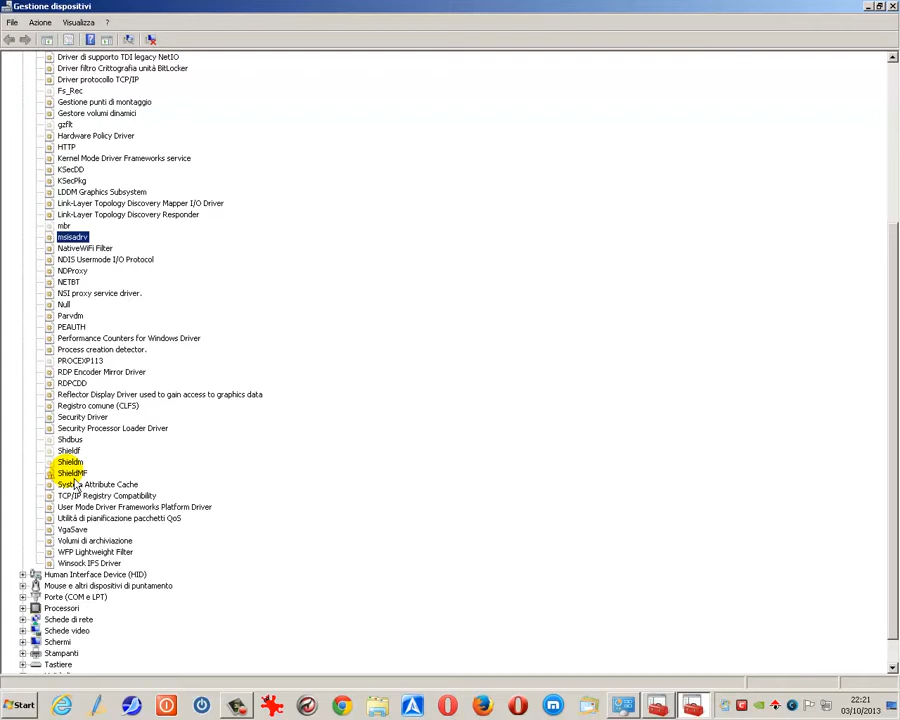 Gestione dispositivi
File Azione Visualizza ?
Driver di supporto TDI legacy NetIO
Driver filtro Crittografia unità BitLocker
Driver protocollo TCP/IP
Fs_Rec
Gestione punti di montaggio
Gestore volumi dinamici
gzflt
Hardware Policy Driver
HTTP
Kernel Mode Driver Frameworks service
KSecDD
KSecPkg
LDDM Graphics Subsystem
Link-Layer Topology Discovery Mapper I/O Driver
Link-Layer Topology Discovery Responder
mbr
msisadrv
NativeWiFi Filter
NDIS Usermode I/O Protocol
NDProxy
NETBT
NSI proxy service driver.
Null
Parvdm
PEAUTH
Performance Counters for Windows Driver
Process creation detector.
PROCEXP113
RDP Encoder Mirror Driver
RDPCDD
Reflector Display Driver used to gain access to graphics data
Registro comune (CLFS)
Security Driver
Security Processor Loader Driver
Shdbus
Shieldf
Shieldm
ShieldMF
System Attribute Cache
TCP/IP Registry Compatibility
User Mode Driver Frameworks Platform Driver
Utilità di pianificazione pacchetti QoS
VgaSave
Volumi di archiviazione
WFP Lightweight Filter
Winsock IFS Driver
Human Interface Device (HID)
Mouse e altri dispositivi di puntamento
Porte (COM e LPT)
Processori
Schede di rete
Schede video
Schermi
Stampanti
Tastiere
Start
22:21
03/10/2013